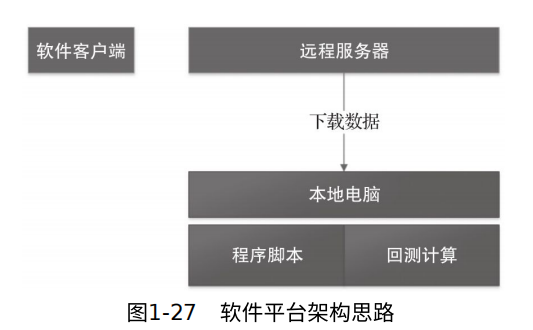 软件客户端
远程服务器
下载数据
本地电脑
程序脚本
回测计算
图1-27 软件平台架构思路